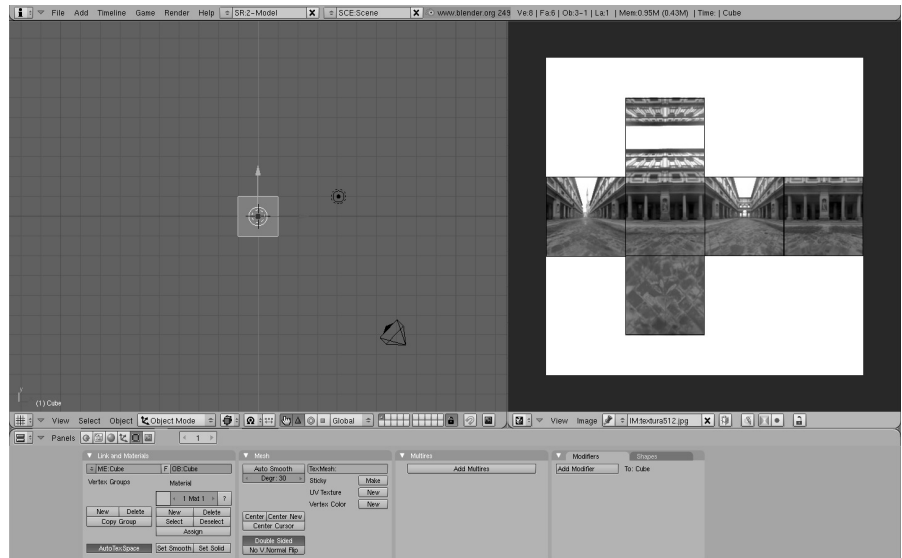 File Add Timeline Game Render Help SR:2-Model X SCE:Scene X www.blender.org 249 Ve:8 | Fa:6 | Ob:3-1 | La:1 | Mem:0.95M (0.43M) | Time: | Cube
y
(1) Cube
View Select Object Object Mode Global View Image IM:textura512.jpg X
Panels 1
Link and Materials Mesh Multires Modifiers Shapes
ME:Cube F OB:Cube Auto Smooth TexMesh: Add Multires Add Modifier To: Cube
Vertex Groups Material Degr: 30 Sticky Make
1 Mat 1 ? UV Texture New
Vertex Color New
New Delete New Delete Center Center New
Copy Group Select Deselect Center Cursor
Assign
Double Sided
AutoTexSpace Set Smooth Set Solid No V.Normal Flip